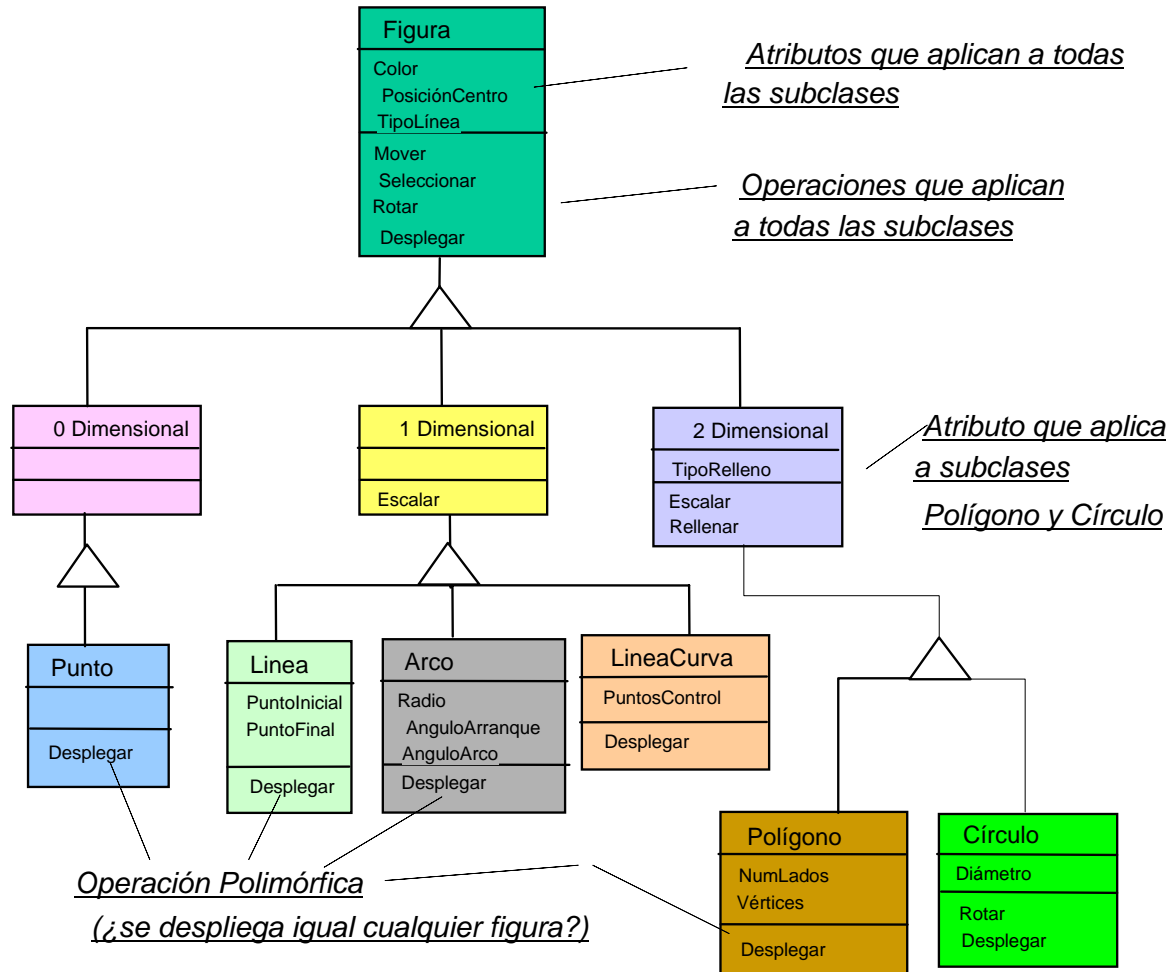 Figura
Color
PosiciónCentro
TipoLínea
Mover
Seleccionar
Rotar
Desplegar
Atributos que aplican a todas
las subclases
Operaciones que aplican
a todas las subclases
0 Dimensional
1 Dimensional
Escalar
2 Dimensional
TipoRelleno
Escalar
Rellenar
Atributo que aplica
a subclases
Polígono y Círculo
Punto
Desplegar
Linea
PuntoInicial
PuntoFinal
Desplegar
Arco
Radio
AnguloArranque
AnguloArco
Desplegar
LineaCurva
PuntosControl
Desplegar
Polígono
NumLados
Vértices
Desplegar
Círculo
Diámetro
Rotar
Desplegar
Operación Polimórfica
(¿se despliega igual cualquier figura?)